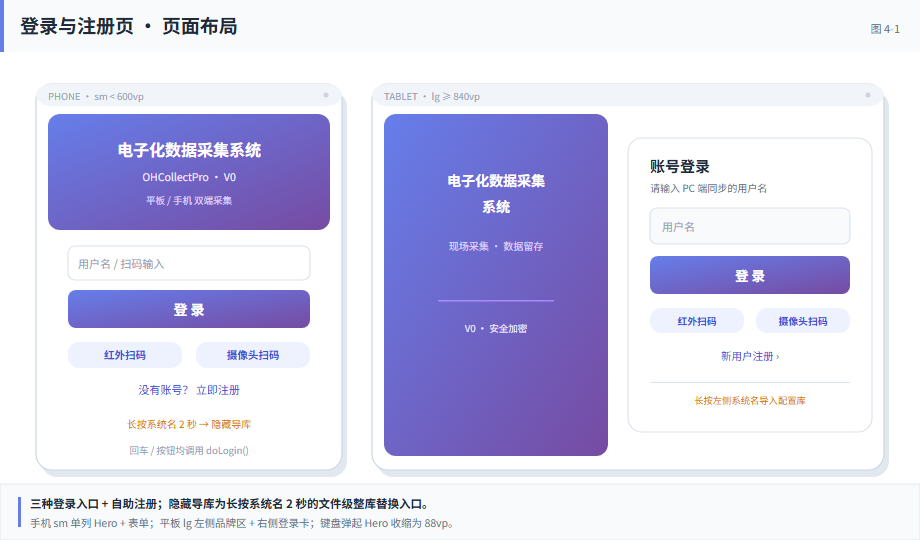 登录与注册页 · 页面布局
图 4-1
PHONE · sm < 600vp
电子化数据采集系统
OHCollectPro · V0
平板 / 手机 双端采集
用户名 / 扫码输入
登 录
红外扫码
摄像头扫码
没有账号？ 立即注册
长按系统名 2 秒 → 隐藏导库
回车 / 按钮均调用 doLogin()
TABLET · lg ≥ 840vp
电子化数据采集
系统
现场采集 · 数据留存
V0 · 安全加密
账号登录
请输入 PC 端同步的用户名
用户名
登 录
红外扫码
摄像头扫码
新用户注册 ›
长按左侧系统名导入配置库
三种登录入口 + 自助注册；隐藏导库为长按系统名 2 秒的文件级整库替换入口。
手机 sm 单列 Hero + 表单；平板 lg 左侧品牌区 + 右侧登录卡；键盘弹起 Hero 收缩为 88vp。